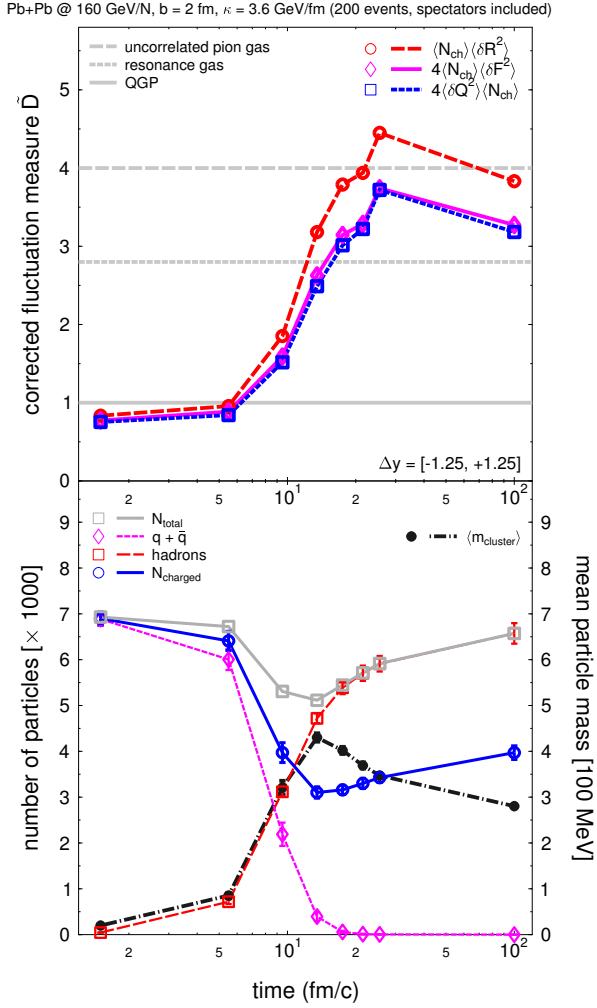 Pb+Pb @ 160 GeV/N, b = 2 fm, κ = 3.6 GeV/fm (200 events, spectators included)
uncorrelated pion gas
resonance gas
QGP
⟨N_ch⟩⟨δR²⟩
4⟨N_ch⟩⟨δF²⟩
4⟨δQ²⟩⟨N_ch⟩
corrected fluctuation measure D̃
5
4
3
2
1
0
Δy = [-1.25, +1.25]
2 5 10¹ 2 5 10²
N_total
q + q̄
hadrons
N_charged
⟨m_cluster⟩
number of particles [× 1000]
9
8
7
6
5
4
3
2
1
0
9
8
7
6
5
4
3
2
1
0
mean particle mass [100 MeV]
2 5 10¹ 2 5 10²
time (fm/c)